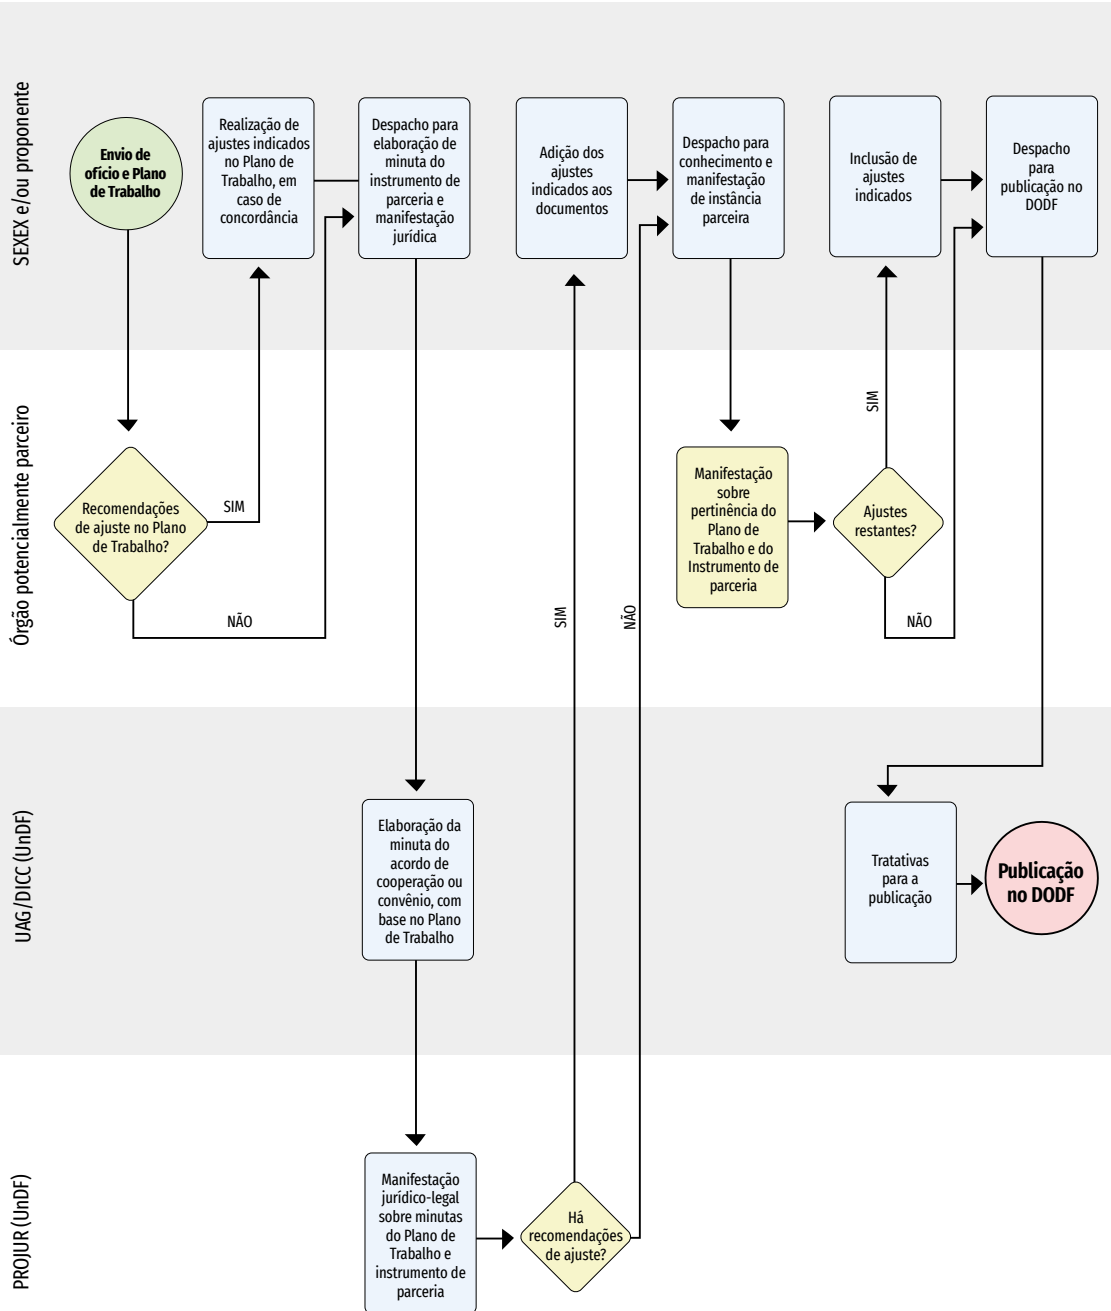 SEXEX e/ou proponente
Envio de
ofício e Plano
de Trabalho
Realização de
ajustes indicados
no Plano de
Trabalho, em
caso de
concordância
Despacho para
elaboração de
minuta do
instrumento de
parceria e
manifestação
jurídica
Adição dos
ajustes
indicados aos
documentos
Despacho para
conhecimento e
manifestação
de instância
parceira
Inclusão de
ajustes
indicados
Despacho
para
publicação no
DODF
Órgão potencialmente parceiro
Recomendações
de ajuste no Plano
de Trabalho?
SIM
NÃO
SIM
NÃO
Manifestação
sobre
pertinência do
Plano de
Trabalho e do
Instrumento de
parceria
Ajustes
restantes?
SIM
NÃO
UAG/DICC (UnDF)
Elaboração da
minuta do
acordo de
cooperação ou
convênio, com
base no Plano
de Trabalho
Tratativas
para a
publicação
Publicação
no DODF
PROJUR (UnDF)
Manifestação
jurídico-legal
sobre minutas
do Plano de
Trabalho e
instrumento de
parceria
Há
recomendações
de ajuste?